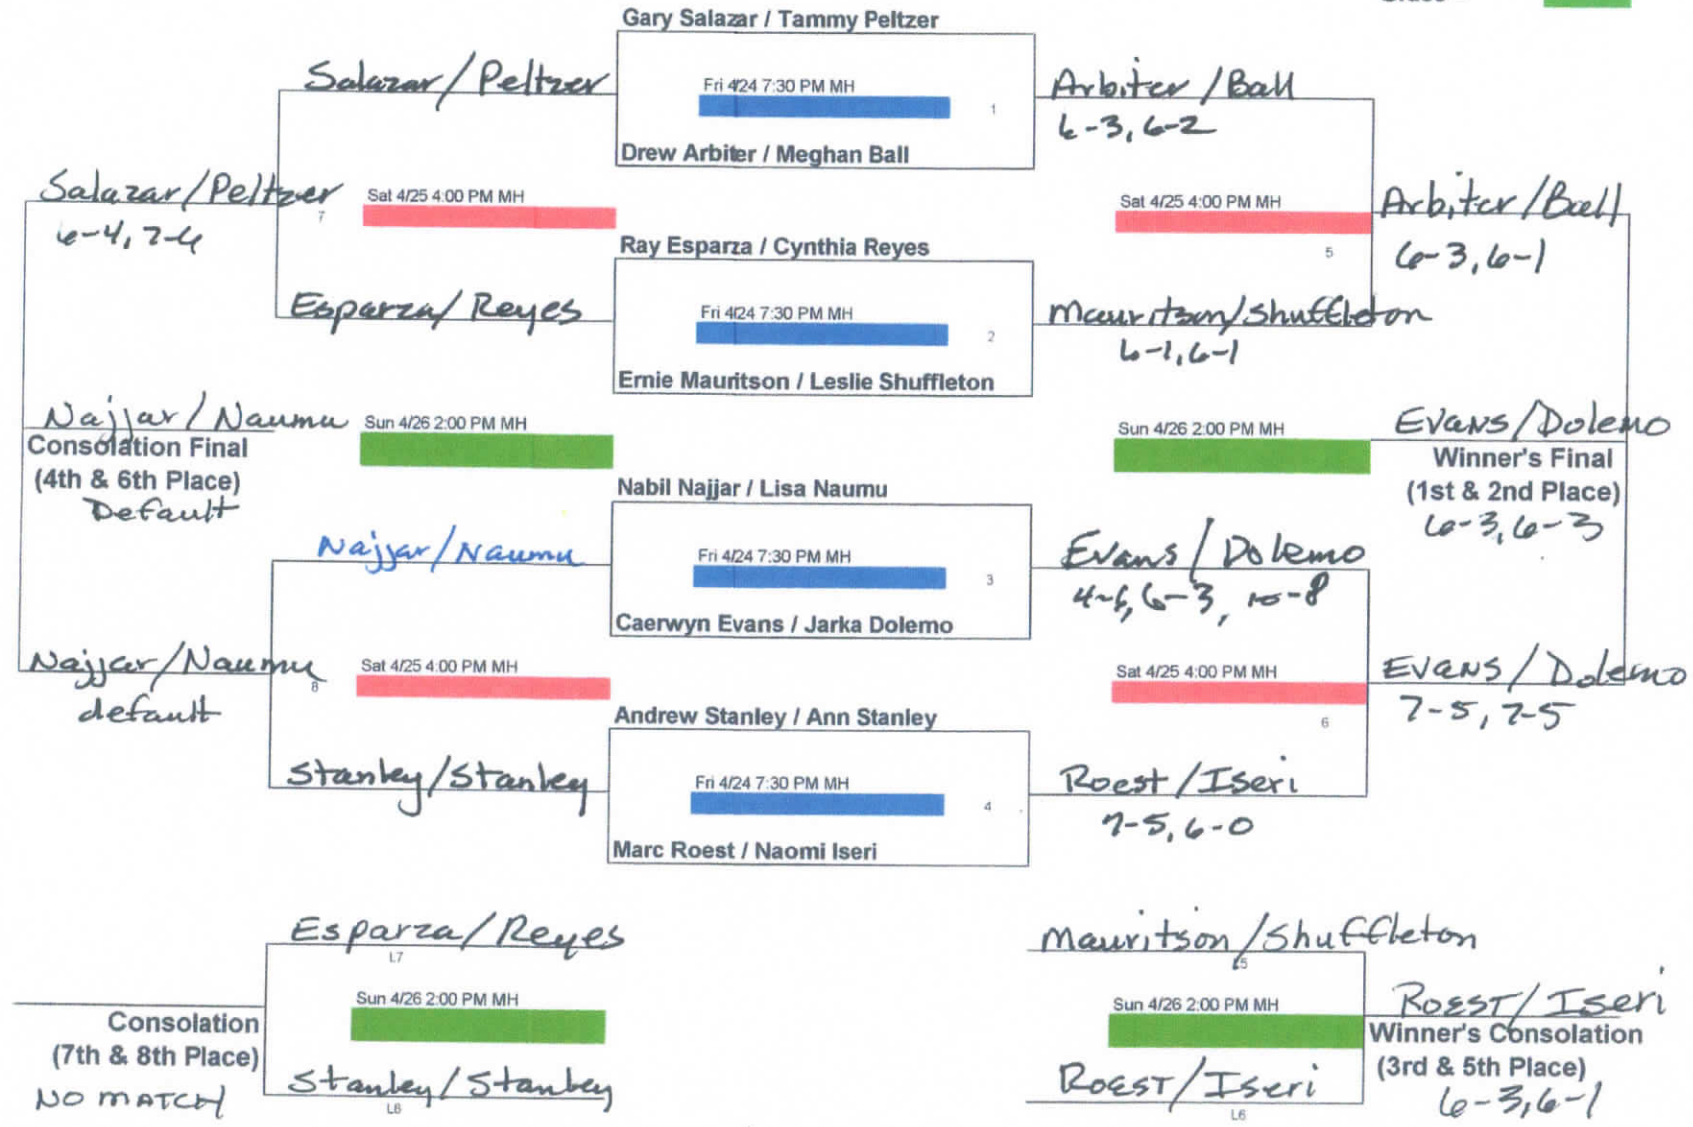 Gary Salazar / Tammy Peltzer
Salazar/Peltzer
Fri 4/24 7:30 PM MH
1
Arbiter/Ball
6-3, 6-2
Drew Arbiter / Meghan Ball
Salazar/Peltzer
6-4, 7-6
Sat 4/25 4:00 PM MH
7
Sat 4/25 4:00 PM MH
5
Arbiter/Ball
6-3, 6-1
Ray Esparza / Cynthia Reyes
Esparza/Reyes
Fri 4/24 7:30 PM MH
2
Mauritson/Shuffleton
6-1, 6-1
Ernie Mauritson / Leslie Shuffleton
Najjar/Naumu
Consolation Final
(4th & 6th Place)
Default
Sun 4/26 2:00 PM MH
Sun 4/26 2:00 PM MH
Evans/Dolemo
Winner's Final
(1st & 2nd Place)
6-3, 6-3
Nabil Najjar / Lisa Naumu
Najjar/Naumu
Fri 4/24 7:30 PM MH
3
Evans/Dolemo
4-6, 6-3, 10-8
Caerwyn Evans / Jarka Dolemo
Najjar/Naumu
default
Sat 4/25 4:00 PM MH
8
Sat 4/25 4:00 PM MH
6
Evans/Dolemo
7-5, 7-5
Andrew Stanley / Ann Stanley
Stanley/Stanley
Fri 4/24 7:30 PM MH
4
Roest/Iseri
7-5, 6-0
Marc Roest / Naomi Iseri
Esparza/Reyes
L7
Sun 4/26 2:00 PM MH
Consolation
(7th & 8th Place)
NO MATCH
Stanley/Stanley
L8
Mauritson/Shuffleton
L5
Sun 4/26 2:00 PM MH
Roest/Iseri
Winner's Consolation
(3rd & 5th Place)
6-3, 6-1
Roest/Iseri
L6